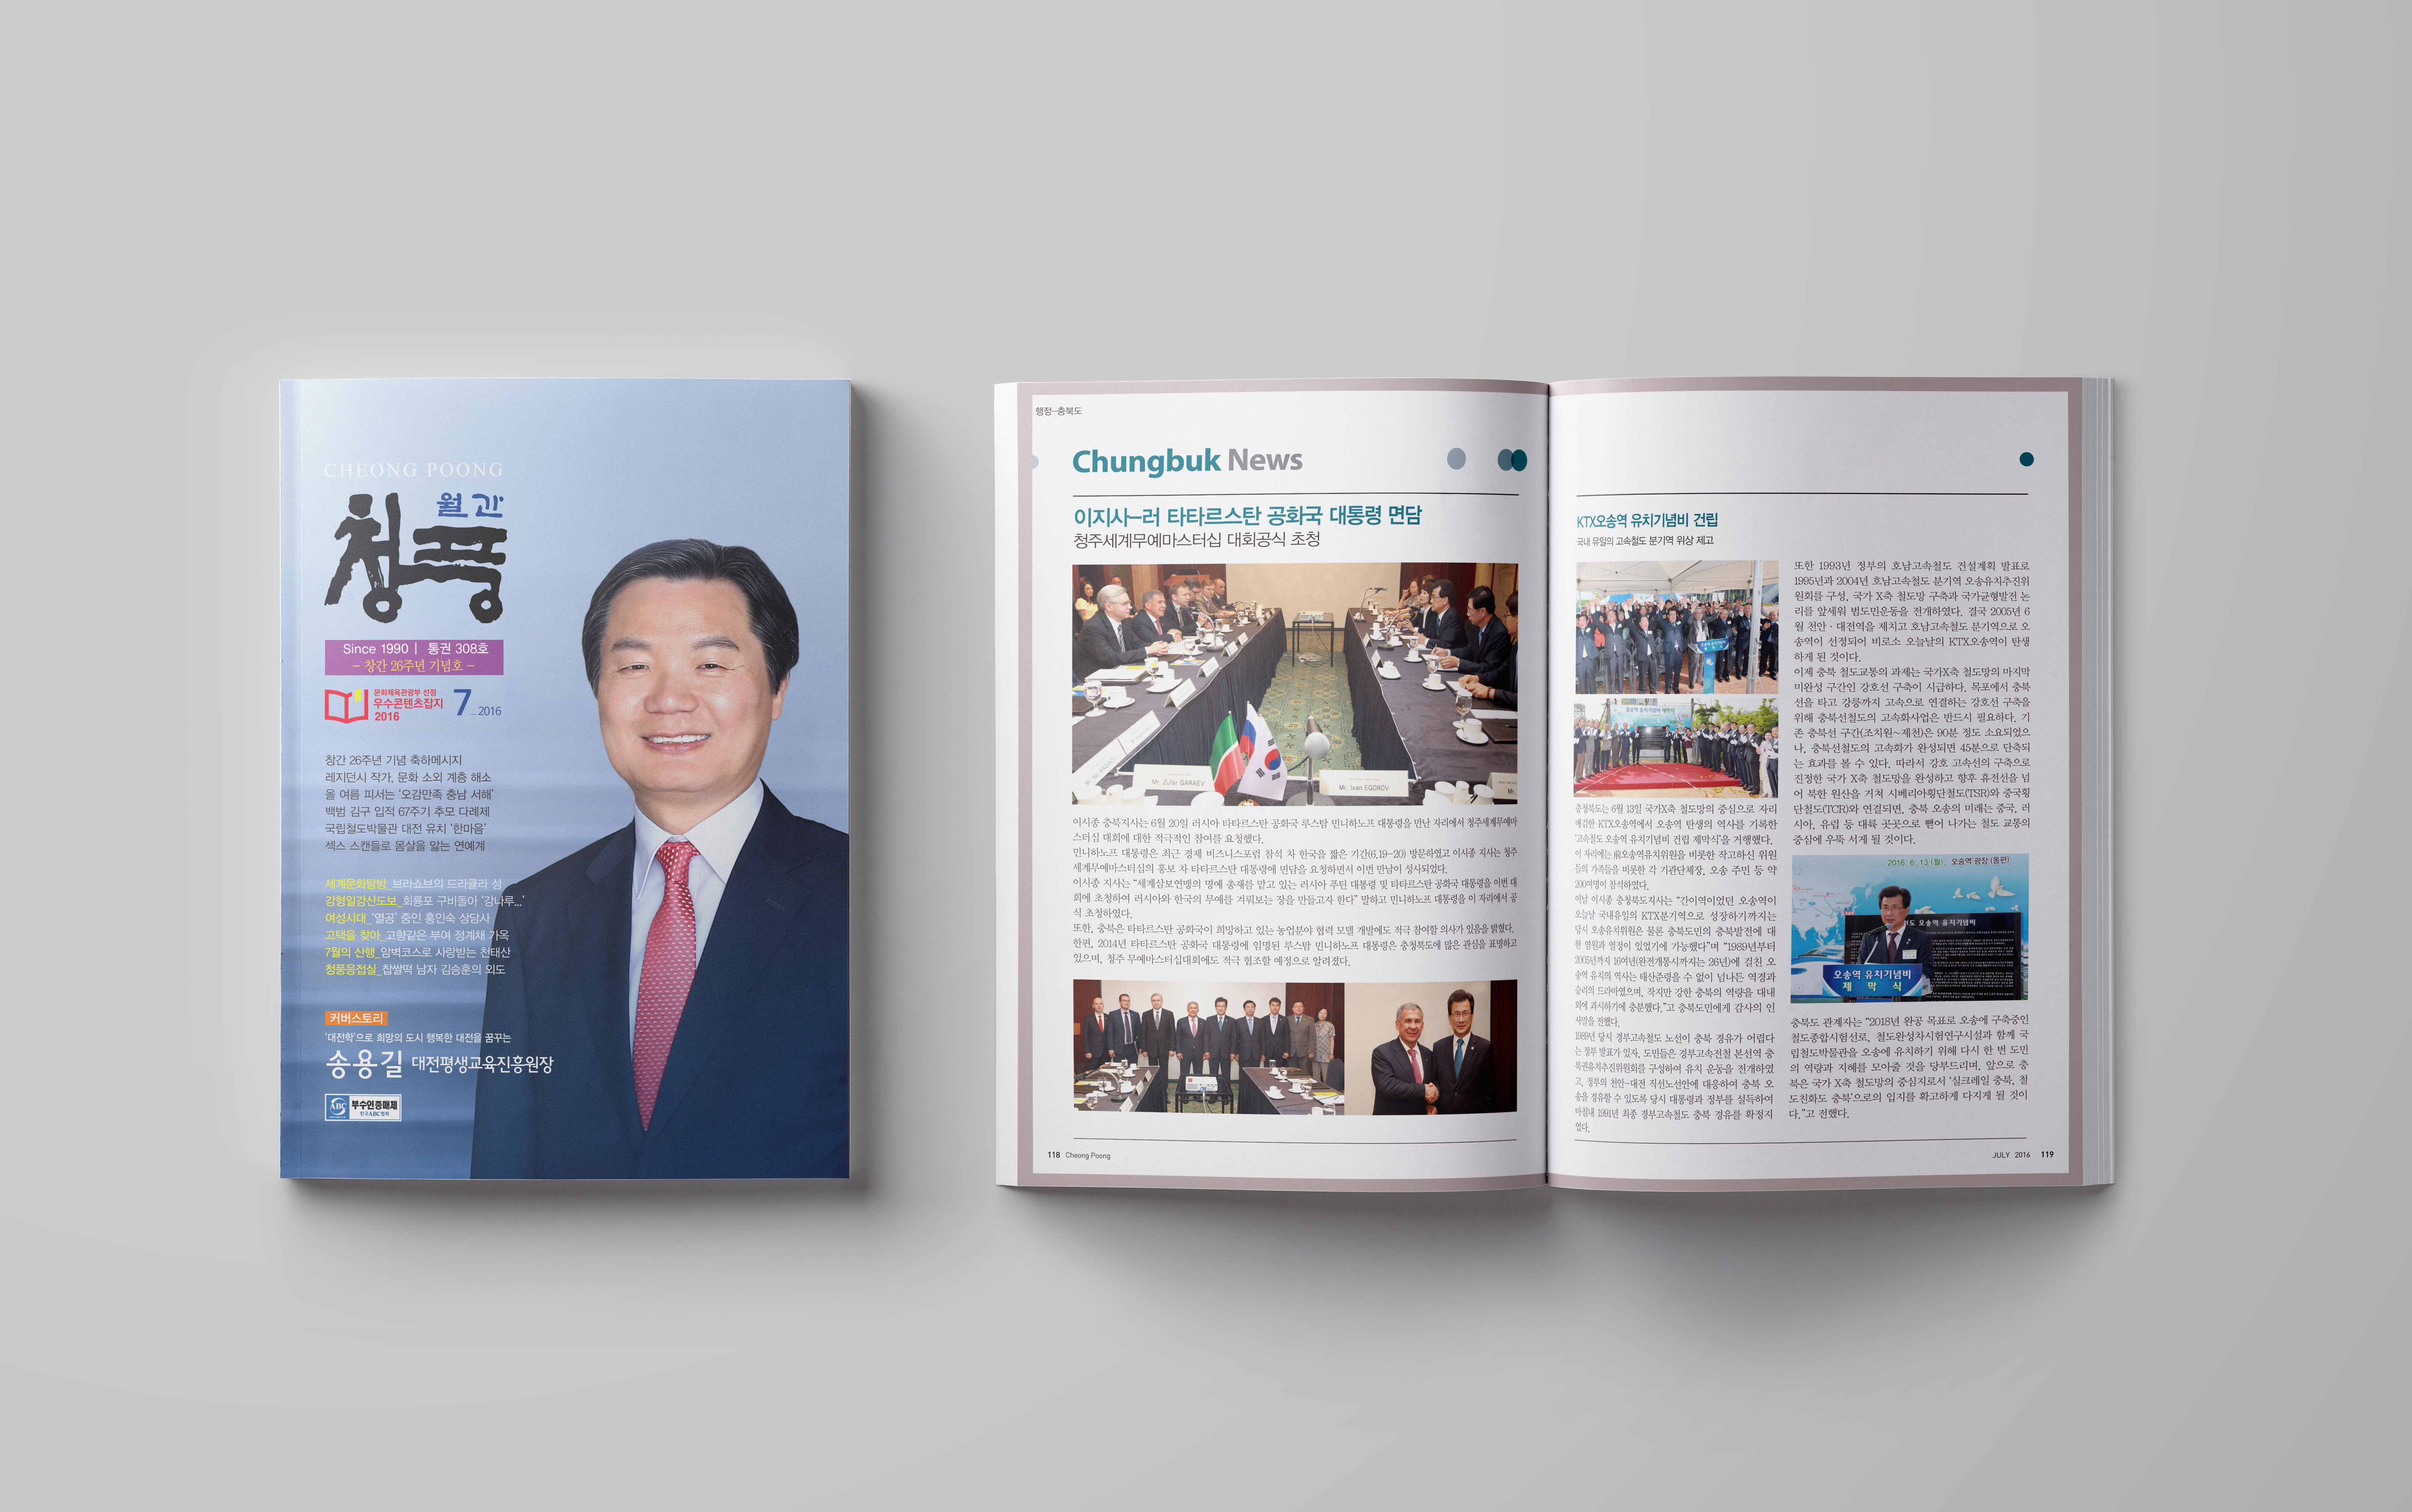 CHEONG POONG
월간
청풍
Since 1990 | 통권 308호
- 창간 26주년 기념호 -
문화체육관광부 선정
우수콘텐츠잡지
2016
7 ... 2016
창간 26주년 기념 축하메시지
레지던시 작가, 문화 소외 계층 해소
올 여름 피서는 '오감만족 충남 서해'
백범 김구 입적 67주기 추모 다례제
국립철도박물관 대전 유치 '한마음'
섹스 스캔들로 몸살을 앓는 연예계
세계문화탐방_브라쇼브의 드라큘라 성
강형일강산도보_회룡포 구비돌아 '강나루...'
여성시대_'열공' 중인 홍인숙 상담사
고택을 찾아_고향같은 부여 정계채 가옥
7월의 산행_암벽코스로 사랑받는 천태산
청풍응접실_찹쌀떡 남자 김승훈의 외도
커버스토리
'대전학'으로 희망의 도시 행복한 대전을 꿈꾸는
송용길 대전평생교육진흥원장
ABC 부수인증매체
한국ABC협회
행정-충북도
Chungbuk News
이지사-러 타타르스탄 공화국 대통령 면담
청주세계무예마스터십 대회공식 초청
Mr. Zufar GARAEV
Mr. Ivan EGOROV
이시종 충북지사는 6월 20일 러시아 타타르스탄 공화국 루스탐 민니하노프 대통령을 만난 자리에서 청주세계무예마
스터십 대회에 대한 적극적인 참여를 요청했다.
민니하노프 대통령은 최근 경제 비즈니스포럼 참석 차 한국을 짧은 기간(6.19~20) 방문하였고 이시종 지사는 청주
세계무예마스터십의 홍보 차 타타르스탄 대통령에 면담을 요청하면서 이번 만남이 성사되었다.
이시종 지사는 "세계삼보연맹의 명예 총재를 맡고 있는 러시아 푸틴 대통령 및 타타르스탄 공화국 대통령을 이번 대
회에 초청하여 러시아와 한국의 무예를 겨뤄보는 장을 만들고자 한다" 말하고 민니하노프 대통령을 이 자리에서 공
식 초청하였다.
또한, 충북은 타타르스탄 공화국이 희망하고 있는 농업분야 협력 모델 개발에도 적극 참여할 의사가 있음을 밝혔다.
한편, 2014년 타타르스탄 공화국 대통령에 임명된 루스탐 민니하노프 대통령은 충청북도에 많은 관심을 표명하고
있으며, 청주 무예마스터십대회에도 적극 협조할 예정으로 알려졌다.
118 Cheong Poong
KTX오송역 유치기념비 건립
국내 유일의 고속철도 분기역 위상 제고
충청북도는 6월 13일 국가X축 철도망의 중심으로 자리
매김한 KTX오송역에서 오송역 탄생의 역사를 기록한
'고속철도 오송역 유치기념비 건립 제막식'을 거행했다.
이 자리에는 前오송역유치위원을 비롯한 작고하신 위원
들의 가족들을 비롯한 각 기관단체장, 오송 주민 등 약
200여명이 참석하였다.
이날 이시종 충청북도지사는 "간이역이었던 오송역이
오늘날 국내유일의 KTX분기역으로 성장하기까지는
당시 오송유치위원은 물론 충북도민의 충북발전에 대
한 염원과 열정이 있었기에 가능했다"며 "1989년부터
2005년까지 16여년(완전개통시까지는 26년)에 걸친 오
송역 유치의 역사는 태산준령을 수 없이 넘나든 역경과
승리의 드라마였으며, 작지만 강한 충북의 역량을 대내
외에 과시하기에 충분했다."고 충북도민에게 감사의 인
사말을 전했다.
1989년 당시 경부고속철도 노선이 충북 경유가 어렵다
는 정부 발표가 있자, 도민들은 경부고속전철 본선역 충
북권유치추진위원회를 구성하여 유치 운동을 전개하였
고, 정부의 천안~대전 직선노선안에 대응하여 충북 오
송을 경유할 수 있도록 당시 대통령과 정부를 설득하여
마침내 1991년 최종 경부고속철도 충북 경유를 확정지
었다.
또한 1993년 정부의 호남고속철도 건설계획 발표로
1995년과 2004년 호남고속철도 분기역 오송유치추진위
원회를 구성, 국가 X축 철도망 구축과 국가균형발전 논
리를 앞세워 범도민운동을 전개하였다. 결국 2005년 6
월 천안·대전역을 제치고 호남고속철도 분기역으로 오
송역이 선정되어 비로소 오늘날의 KTX오송역이 탄생
하게 된 것이다.
이제 충북 철도교통의 과제는 국가X축 철도망의 마지막
미완성 구간인 강호선 구축이 시급하다. 목포에서 충북
선을 타고 강릉까지 고속으로 연결하는 강호선 구축을
위해 충북선철도의 고속화사업은 반드시 필요하다. 기
존 충북선 구간(조치원~제천)은 90분 정도 소요되었으
나, 충북선철도의 고속화가 완성되면 45분으로 단축되
는 효과를 볼 수 있다. 따라서 강호 고속선의 구축으로
진정한 국가 X축 철도망을 완성하고 향후 휴전선을 넘
어 북한 원산을 거쳐 시베리아횡단철도(TSR)와 중국횡
단철도(TCR)와 연결되면, 충북 오송의 미래는 중국, 러
시아, 유럽 등 대륙 곳곳으로 뻗어 나가는 철도 교통의
중심에 우뚝 서게 될 것이다.
2016. 6. 13 (월). 오송역 광장 (동편)
도 오송역 유치기념비
오송역 유치기념비
제 막 식
충북도 관계자는 "2018년 완공 목표로 오송에 구축중인
철도종합시험선로, 철도완성차시험연구시설과 함께 국
립철도박물관을 오송에 유치하기 위해 다시 한 번 도민
의 역량과 지혜를 모아줄 것을 당부드리며, 앞으로 충
북은 국가 X축 철도망의 중심지로서 '실크레일 충북, 철
도친화도 충북'으로의 입지를 확고하게 다지게 될 것이
다."고 전했다.
JULY 2016 119